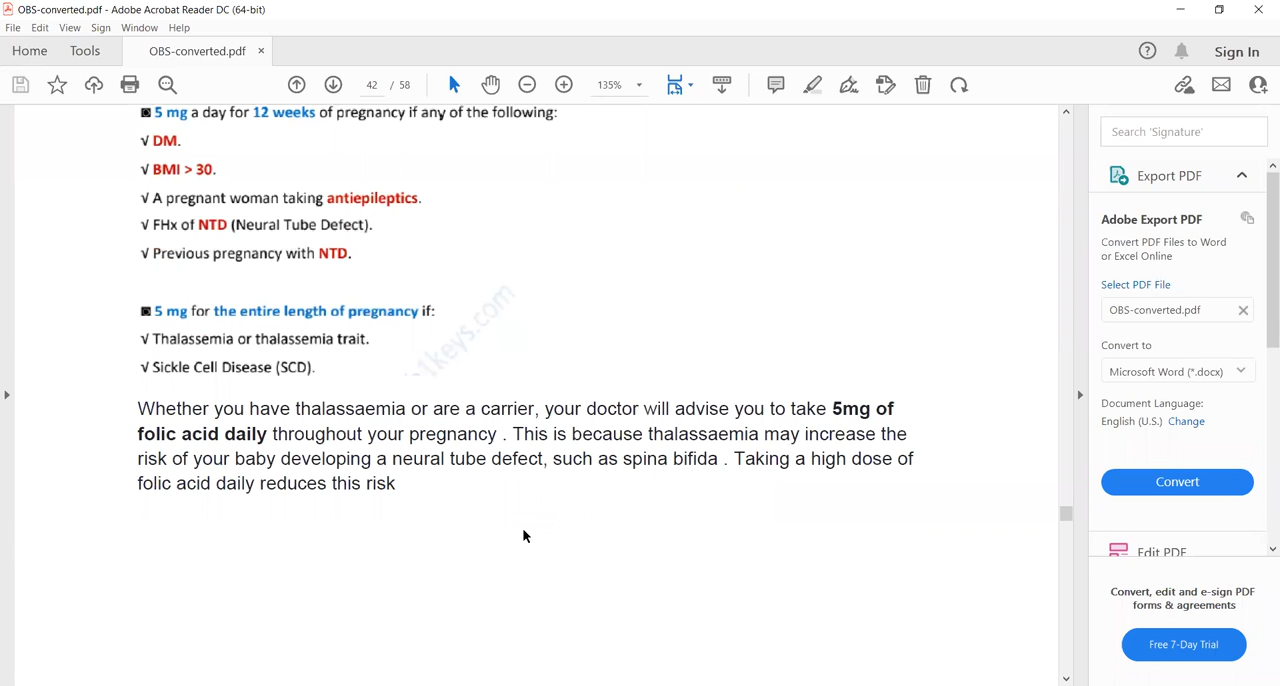 OBS-converted.pdf - Adobe Acrobat Reader DC (64-bit)
File Edit View Sign Window Help
Home Tools OBS-converted.pdf ×
Sign In
42 / 58 135%
5 mg a day for 12 weeks of pregnancy if any of the following:
√ DM.
√ BMI > 30.
√ A pregnant woman taking antiepileptics.
√ FHx of NTD (Neural Tube Defect).
√ Previous pregnancy with NTD.
5 mg for the entire length of pregnancy if:
√ Thalassemia or thalassemia trait.
√ Sickle Cell Disease (SCD).
1keys.com
Whether you have thalassaemia or are a carrier, your doctor will advise you to take 5mg of
folic acid daily throughout your pregnancy . This is because thalassaemia may increase the
risk of your baby developing a neural tube defect, such as spina bifida . Taking a high dose of
folic acid daily reduces this risk
Search 'Signature'
Export PDF
Adobe Export PDF
Convert PDF Files to Word
or Excel Online
Select PDF File
OBS-converted.pdf
Convert to
Microsoft Word (*.docx)
Document Language:
English (U.S.) Change
Convert
Edit PDF
Convert, edit and e-sign PDF
forms & agreements
Free 7-Day Trial